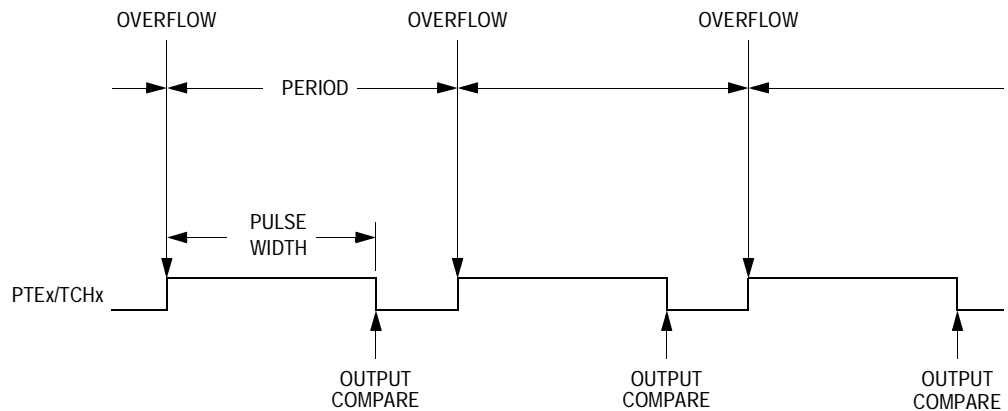 OVERFLOW OVERFLOW OVERFLOW
PERIOD
PULSE
WIDTH
PTEx/TCHx
OUTPUT
COMPARE
OUTPUT
COMPARE
OUTPUT
COMPARE